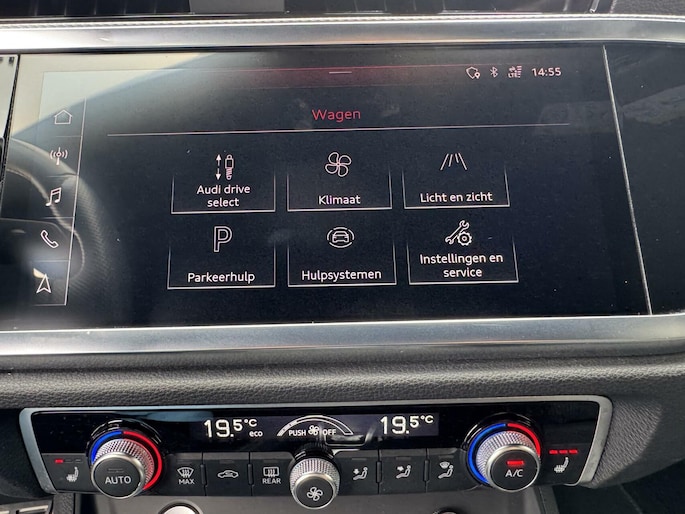 LTE 14:55
Wagen
Audi drive
select
Klimaat
Licht en zicht
P
Parkeerhulp
Hulpsystemen
Instellingen en
service
19.5°C
eco
PUSH OFF
19.5°C
AUTO
MAX
REAR
A/C